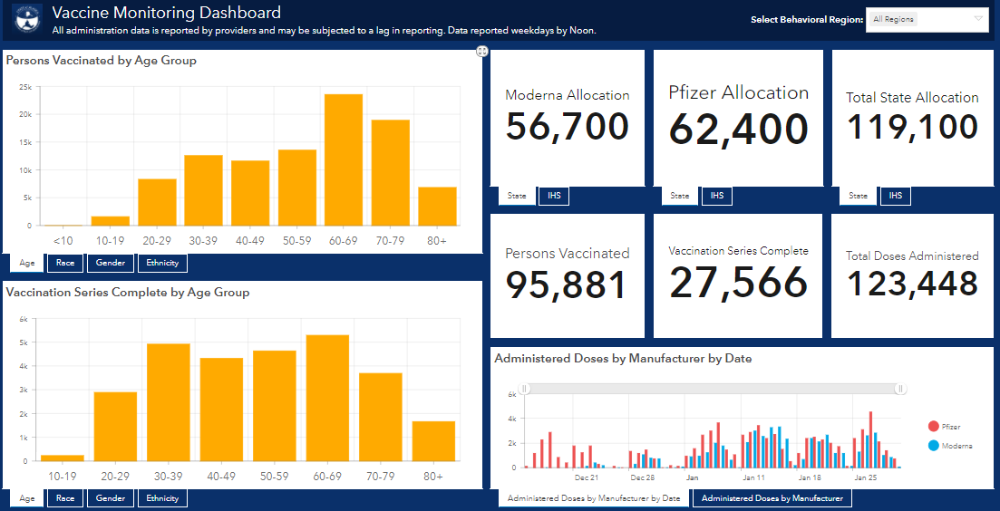 Vaccine Monitoring Dashboard
All administration data is reported by providers and may be subjected to a lag in reporting. Data reported weekdays by Noon.
Select Behavioral Region: All Regions
Persons Vaccinated by Age Group
25k
20k
15k
10k
5k
0
<10 10-19 20-29 30-39 40-49 50-59 60-69 70-79 80+
Age Race Gender Ethnicity
Vaccination Series Complete by Age Group
6k
5k
4k
3k
2k
1k
0
10-19 20-29 30-39 40-49 50-59 60-69 70-79 80+
Age Race Gender Ethnicity
Moderna Allocation
56,700
State IHS
Pfizer Allocation
62,400
State IHS
Total State Allocation
119,100
State IHS
Persons Vaccinated
95,881
Vaccination Series Complete
27,566
Total Doses Administered
123,448
Administered Doses by Manufacturer by Date
6k
4k
2k
0
Dec 21 Dec 28 Jan Jan 11 Jan 18 Jan 25
Pfizer
Moderna
Administered Doses by Manufacturer by Date Administered Doses by Manufacturer